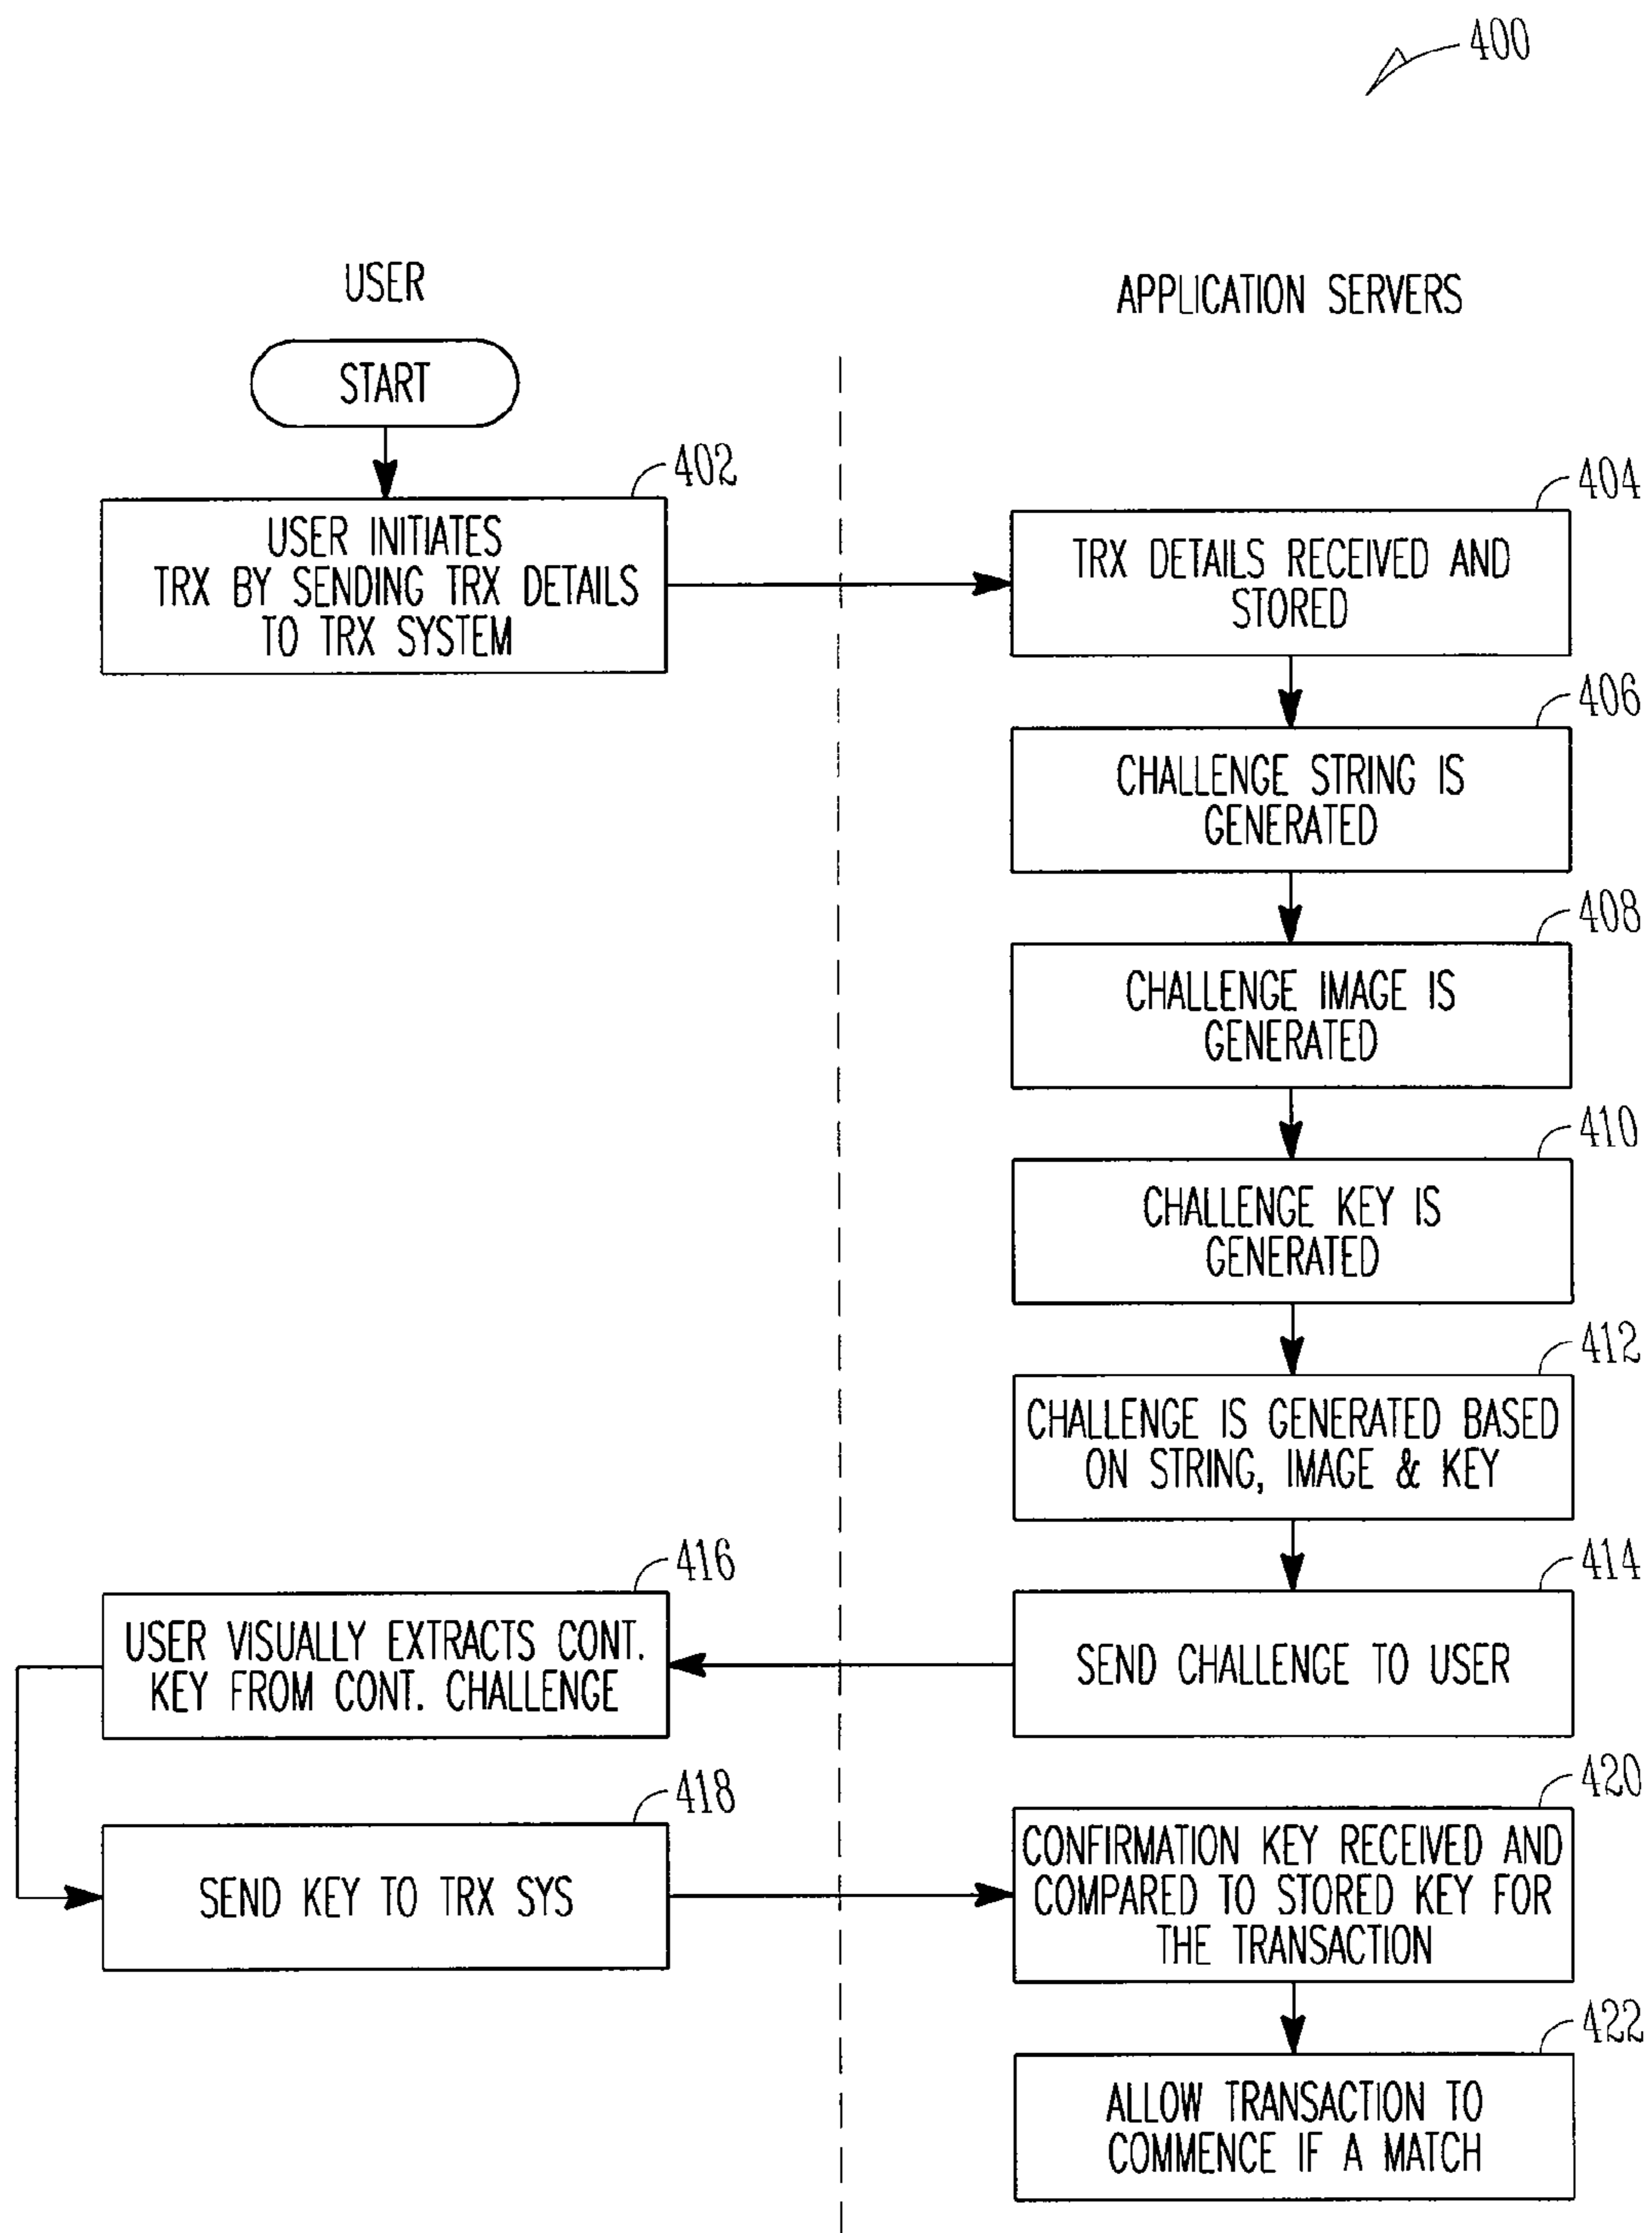 400
USER
APPLICATION SERVERS
START
402
USER INITIATES
TRX BY SENDING TRX DETAILS
TO TRX SYSTEM
404
TRX DETAILS RECEIVED AND
STORED
406
CHALLENGE STRING IS
GENERATED
408
CHALLENGE IMAGE IS
GENERATED
410
CHALLENGE KEY IS
GENERATED
412
CHALLENGE IS GENERATED BASED
ON STRING, IMAGE & KEY
414
SEND CHALLENGE TO USER
416
USER VISUALLY EXTRACTS CONT.
KEY FROM CONT. CHALLENGE
418
SEND KEY TO TRX SYS
420
CONFIRMATION KEY RECEIVED AND
COMPARED TO STORED KEY FOR
THE TRANSACTION
422
ALLOW TRANSACTION TO
COMMENCE IF A MATCH